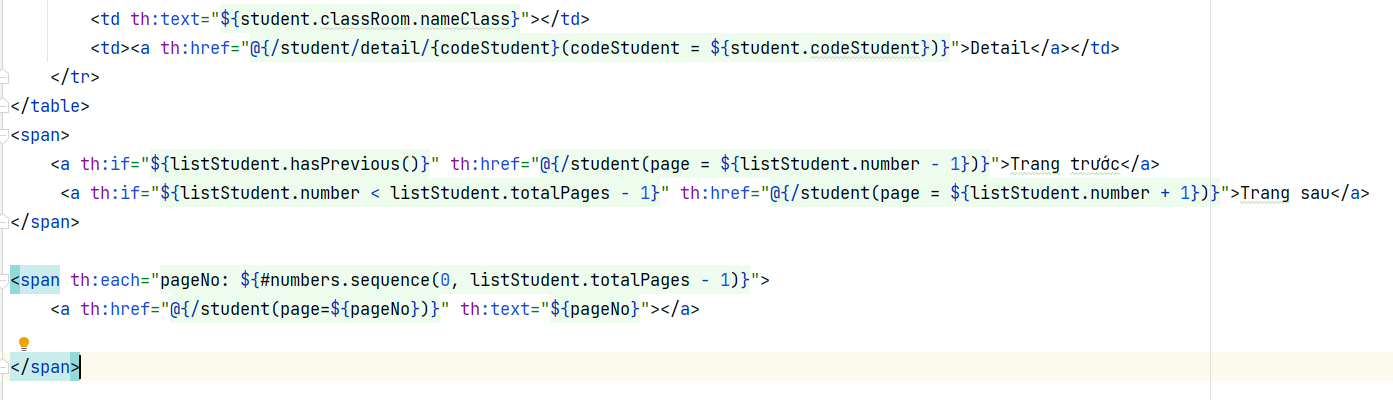 <td th:text="${student.classRoom.nameClass}"></td>
<td><a th:href="@{/student/detail/{codeStudent}(codeStudent = ${student.codeStudent})}">Detail</a></td>
</tr>
</table>
<span>
<a th:if="${listStudent.hasPrevious()}" th:href="@{/student(page = ${listStudent.number - 1})}">Trang trước</a>
<a th:if="${listStudent.number < listStudent.totalPages - 1}" th:href="@{/student(page = ${listStudent.number + 1})}">Trang sau</a>
</span>
<span th:each="pageNo: ${#numbers.sequence(0, listStudent.totalPages - 1)}">
<a th:href="@{/student(page=${pageNo})}" th:text="${pageNo}"></a>
</span>